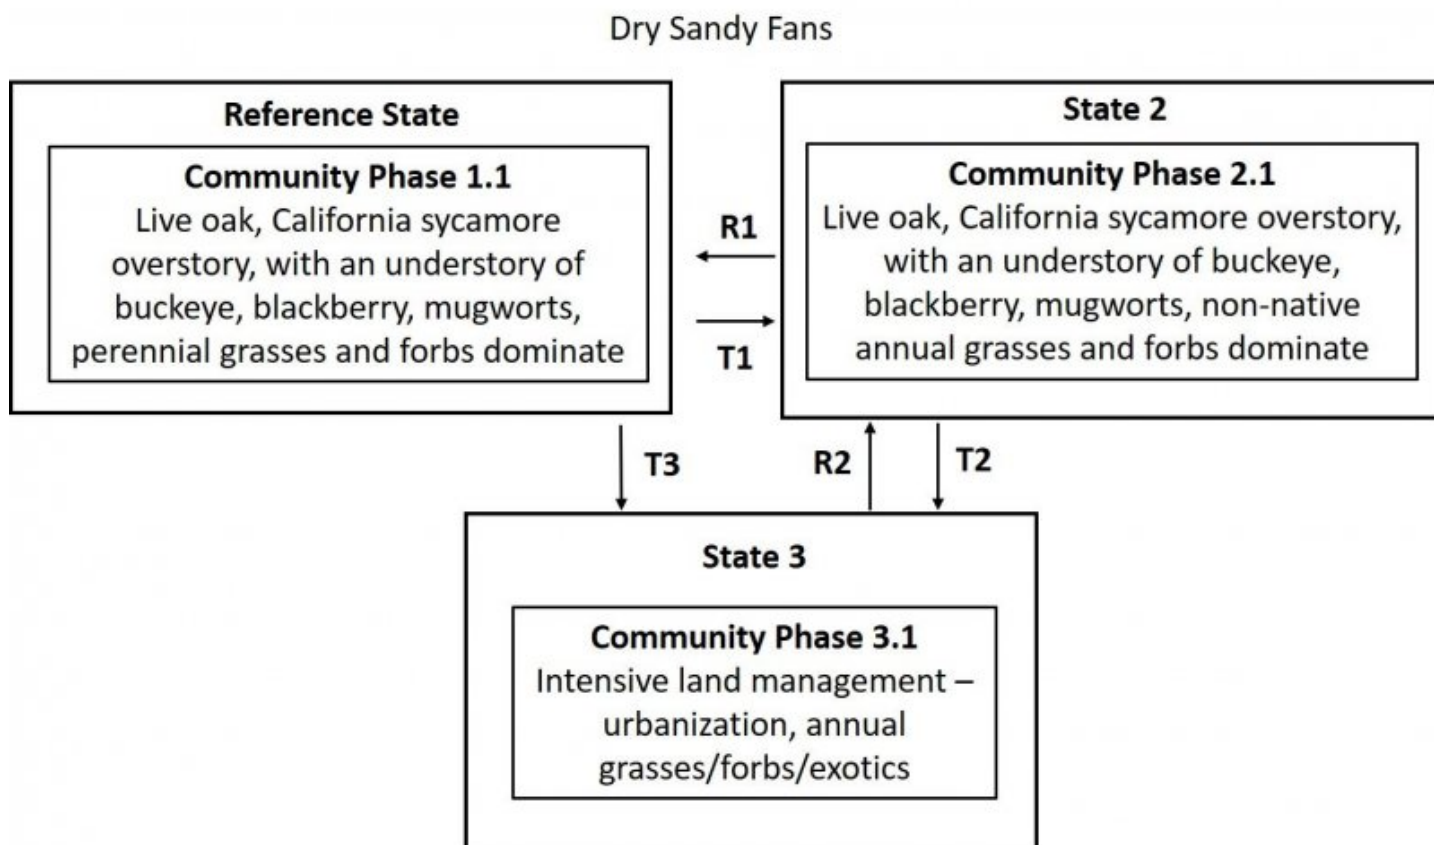 Dry Sandy Fans
Reference State
Community Phase 1.1
Live oak, California sycamore
overstory, with an understory of
buckeye, blackberry, mugworts,
perennial grasses and forbs dominate
R1
T1
State 2
Community Phase 2.1
Live oak, California sycamore overstory,
with an understory of buckeye,
blackberry, mugworts, non-native
annual grasses and forbs dominate
T3
R2
T2
State 3
Community Phase 3.1
Intensive land management –
urbanization, annual
grasses/forbs/exotics